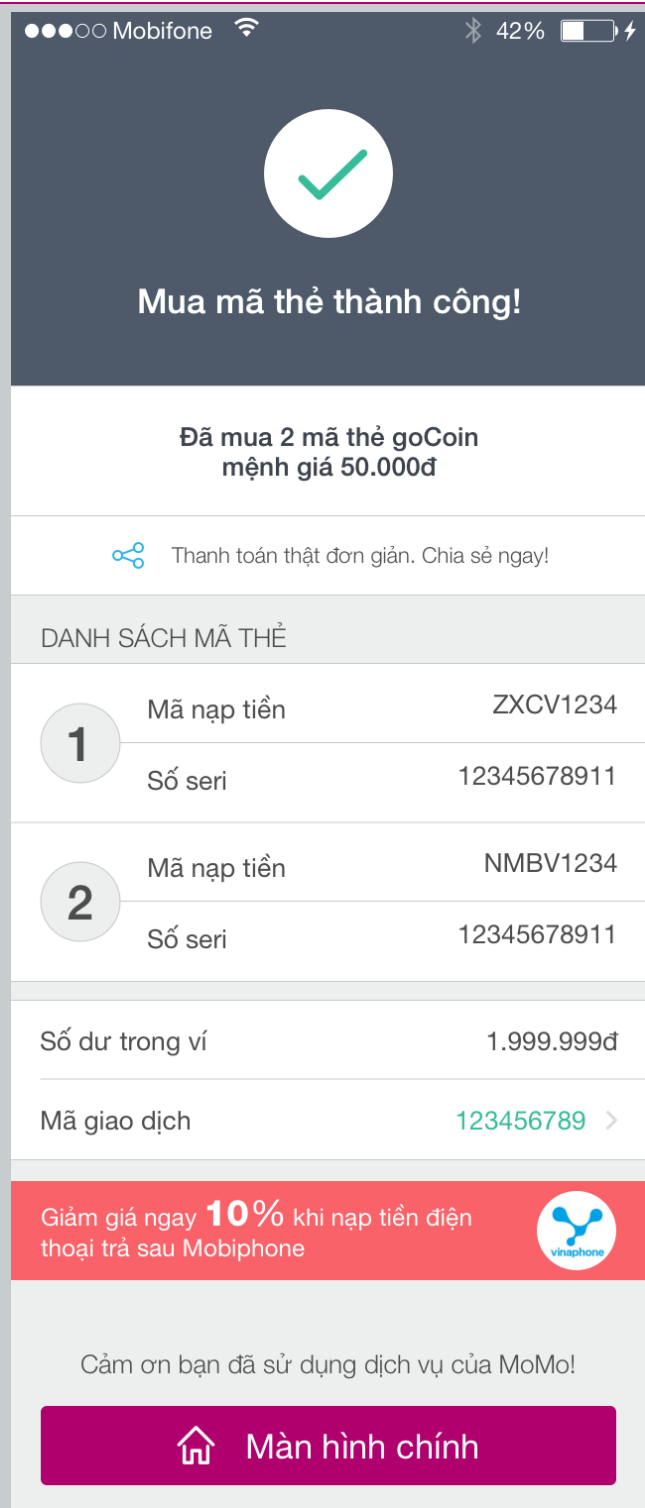 Mobifone 42%
Mua mã thẻ thành công!
Đã mua 2 mã thẻ goCoin
mệnh giá 50.000đ
Thanh toán thật đơn giản. Chia sẻ ngay!
DANH SÁCH MÃ THẺ
1
Mã nạp tiền ZXCV1234
Số seri 12345678911
2
Mã nạp tiền NMBV1234
Số seri 12345678911
Số dư trong ví 1.999.999đ
Mã giao dịch 123456789
Giảm giá ngay 10% khi nạp tiền điện
thoại trả sau Mobiphone
vinaphone
Cảm ơn bạn đã sử dụng dịch vụ của MoMo!
Màn hình chính